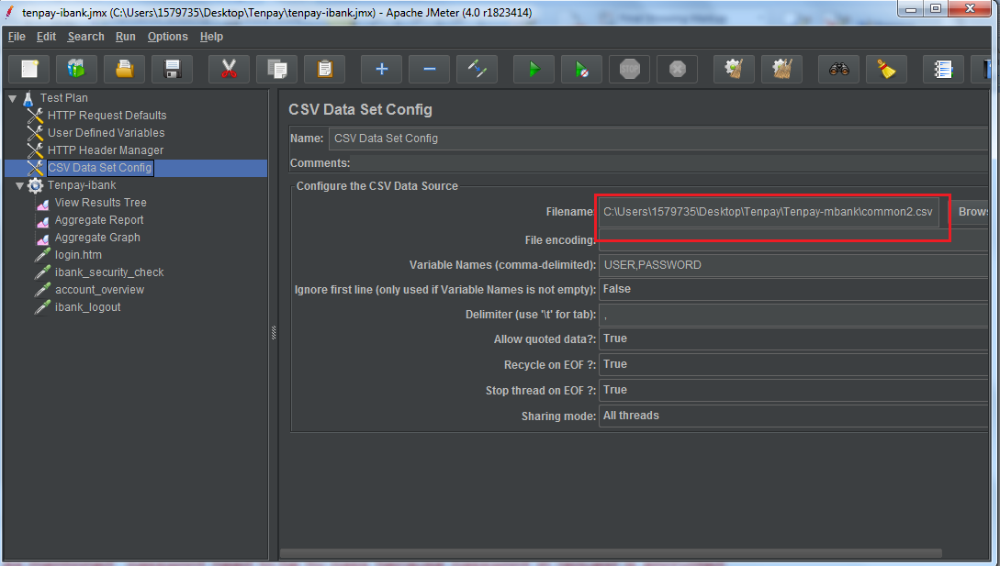 tenpay-ibank.jmx (C:\Users\1579735\Desktop\Tenpay\tenpay-ibank.jmx) - Apache JMeter (4.0 r1823414)
File Edit Search Run Options Help
STOP
Test Plan
HTTP Request Defaults
User Defined Variables
HTTP Header Manager
CSV Data Set Config
Tenpay-ibank
View Results Tree
Aggregate Report
Aggregate Graph
login.htm
ibank_security_check
account_overview
ibank_logout
CSV Data Set Config
Name: CSV Data Set Config
Comments:
Configure the CSV Data Source
Filename: C:\Users\1579735\Desktop\Tenpay\Tenpay-mbank\common2.csv Brows
File encoding:
Variable Names (comma-delimited): USER,PASSWORD
Ignore first line (only used if Variable Names is not empty): False
Delimiter (use '\t' for tab): ,
Allow quoted data?: True
Recycle on EOF ?: True
Stop thread on EOF ?: True
Sharing mode: All threads